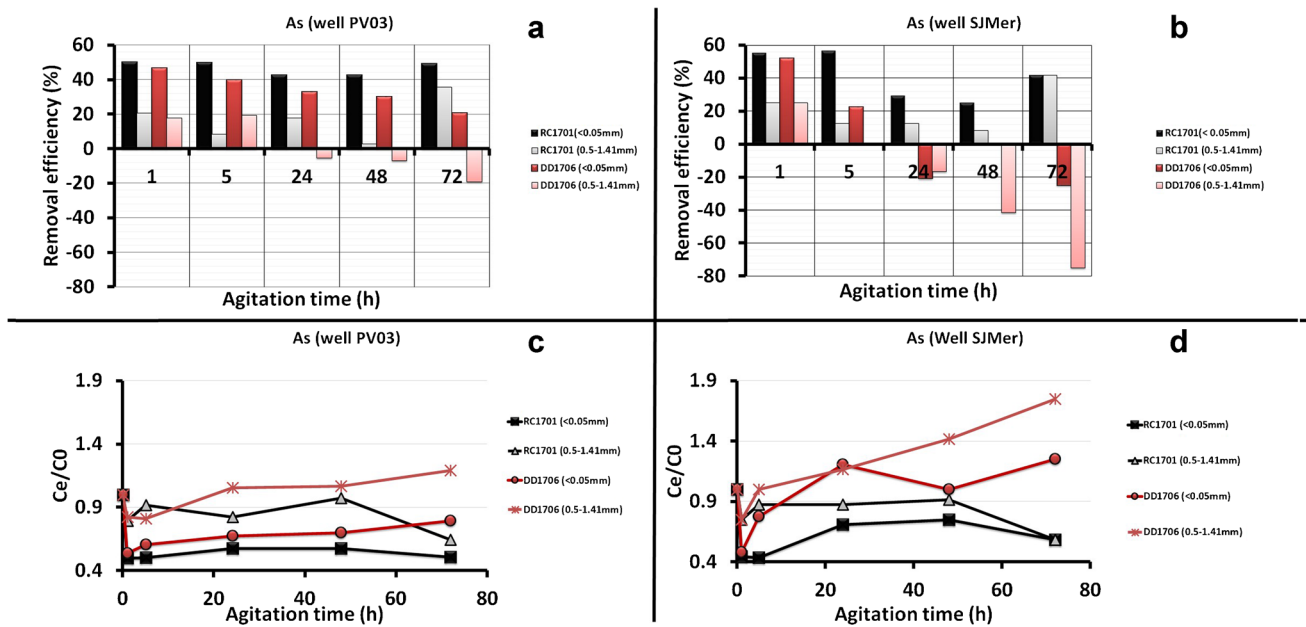 As (well PV03)
a
60
40
20
0
-20
-40
-60
-80
Removal efficiency (%)
1 5 24 48 72
Agitation time (h)
RC1701(<0.05mm)
RC1701 (0.5-1.41mm)
DD1706 (<0.05mm)
DD1706 (0.5-1.41mm)
As (well SJMer)
b
60
40
20
0
-20
-40
-60
-80
Removal efficiency (%)
1 5 24 48 72
Agitation time (h)
RC1701(< 0.05mm)
RC1701 (0.5-1.41mm)
DD1706 (<0.05mm)
DD1706 (0.5-1.41mm)
As (well PV03)
c
1.9
1.4
0.9
0.4
Ce/C0
0 20 40 60 80
Agitation time (h)
RC1701 (<0.05mm)
RC1701 (0.5-1.41mm)
DD1706 (<0.05mm)
DD1706 (0.5-1.41mm)
As (Well SJMer)
d
1.9
1.4
0.9
0.4
Ce/C0
0 20 40 60 80
Agitation time (h)
RC1701 (<0.05mm)
RC1701 (0.5-1.41mm)
DD1706 (<0.05mm)
DD1706 (0.5-1.41mm)